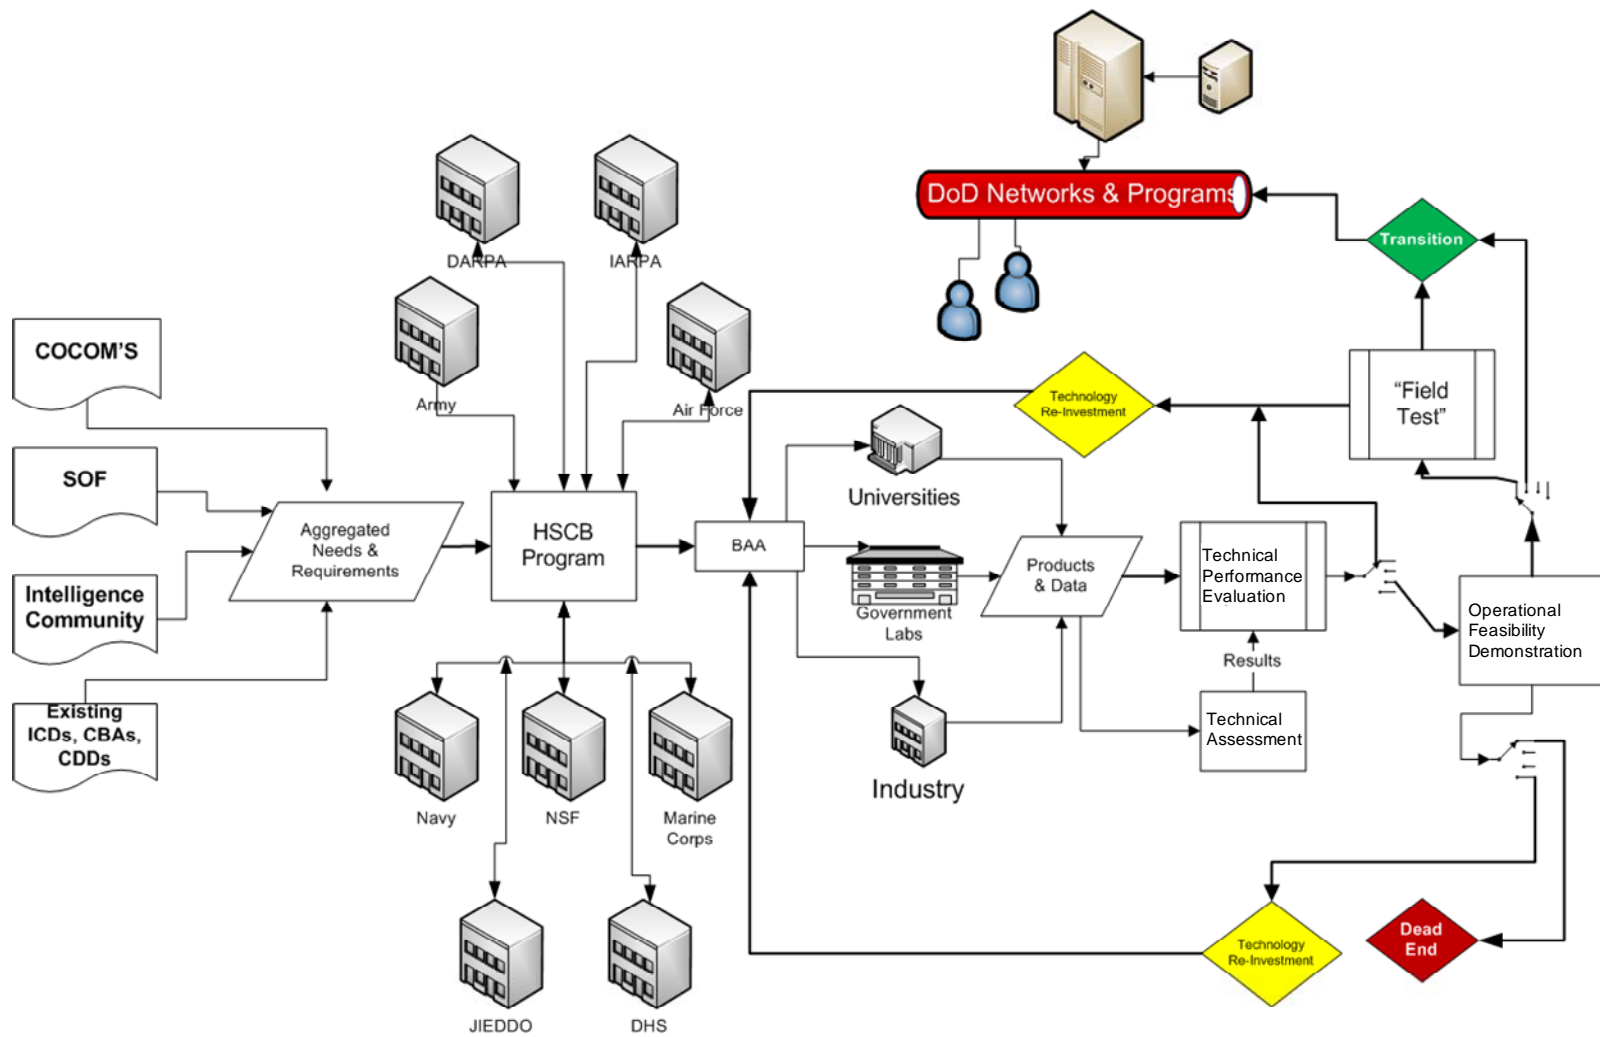 DoD Networks & Programs
Transition
DARPA
IARPA
COCOM'S
Army
Air Force
Technology
Re-Investment
“Field
Test”
SOF
Universities
Aggregated
Needs &
Requirements
HSCB
Program
BAA
Products
& Data
Technical
Performance
Evaluation
Intelligence
Community
Government
Labs
Operational
Feasibility
Demonstration
Results
Existing
ICDs, CBAs,
CDDs
Technical
Assessment
Industry
Navy
NSF
Marine
Corps
Technology
Re-Investment
Dead
End
JIEDDO
DHS